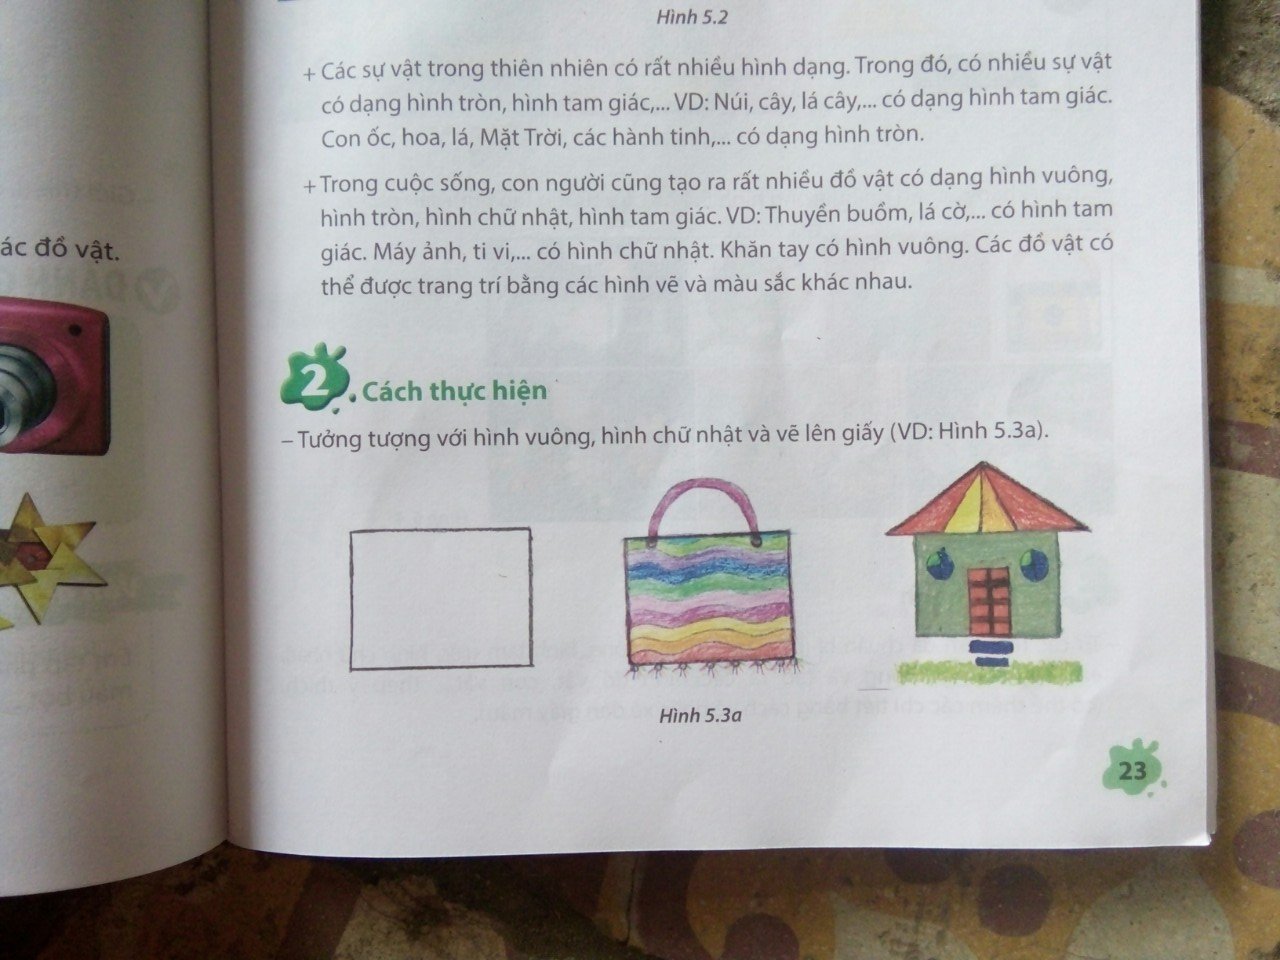 ác đồ vật.
Hình 5.2
+ Các sự vật trong thiên nhiên có rất nhiều hình dạng. Trong đó, có nhiều sự vật
có dạng hình tròn, hình tam giác,... VD: Núi, cây, lá cây,... có dạng hình tam giác.
Con ốc, hoa, lá, Mặt Trời, các hành tinh,... có dạng hình tròn.
+ Trong cuộc sống, con người cũng tạo ra rất nhiều đồ vật có dạng hình vuông,
hình tròn, hình chữ nhật, hình tam giác. VD: Thuyền buồm, lá cờ,... có hình tam
giác. Máy ảnh, ti vi,... có hình chữ nhật. Khăn tay có hình vuông. Các đồ vật có
thể được trang trí bằng các hình vẽ và màu sắc khác nhau.
2. Cách thực hiện
– Tưởng tượng với hình vuông, hình chữ nhật và vẽ lên giấy (VD: Hình 5.3a).
Hình 5.3a
23